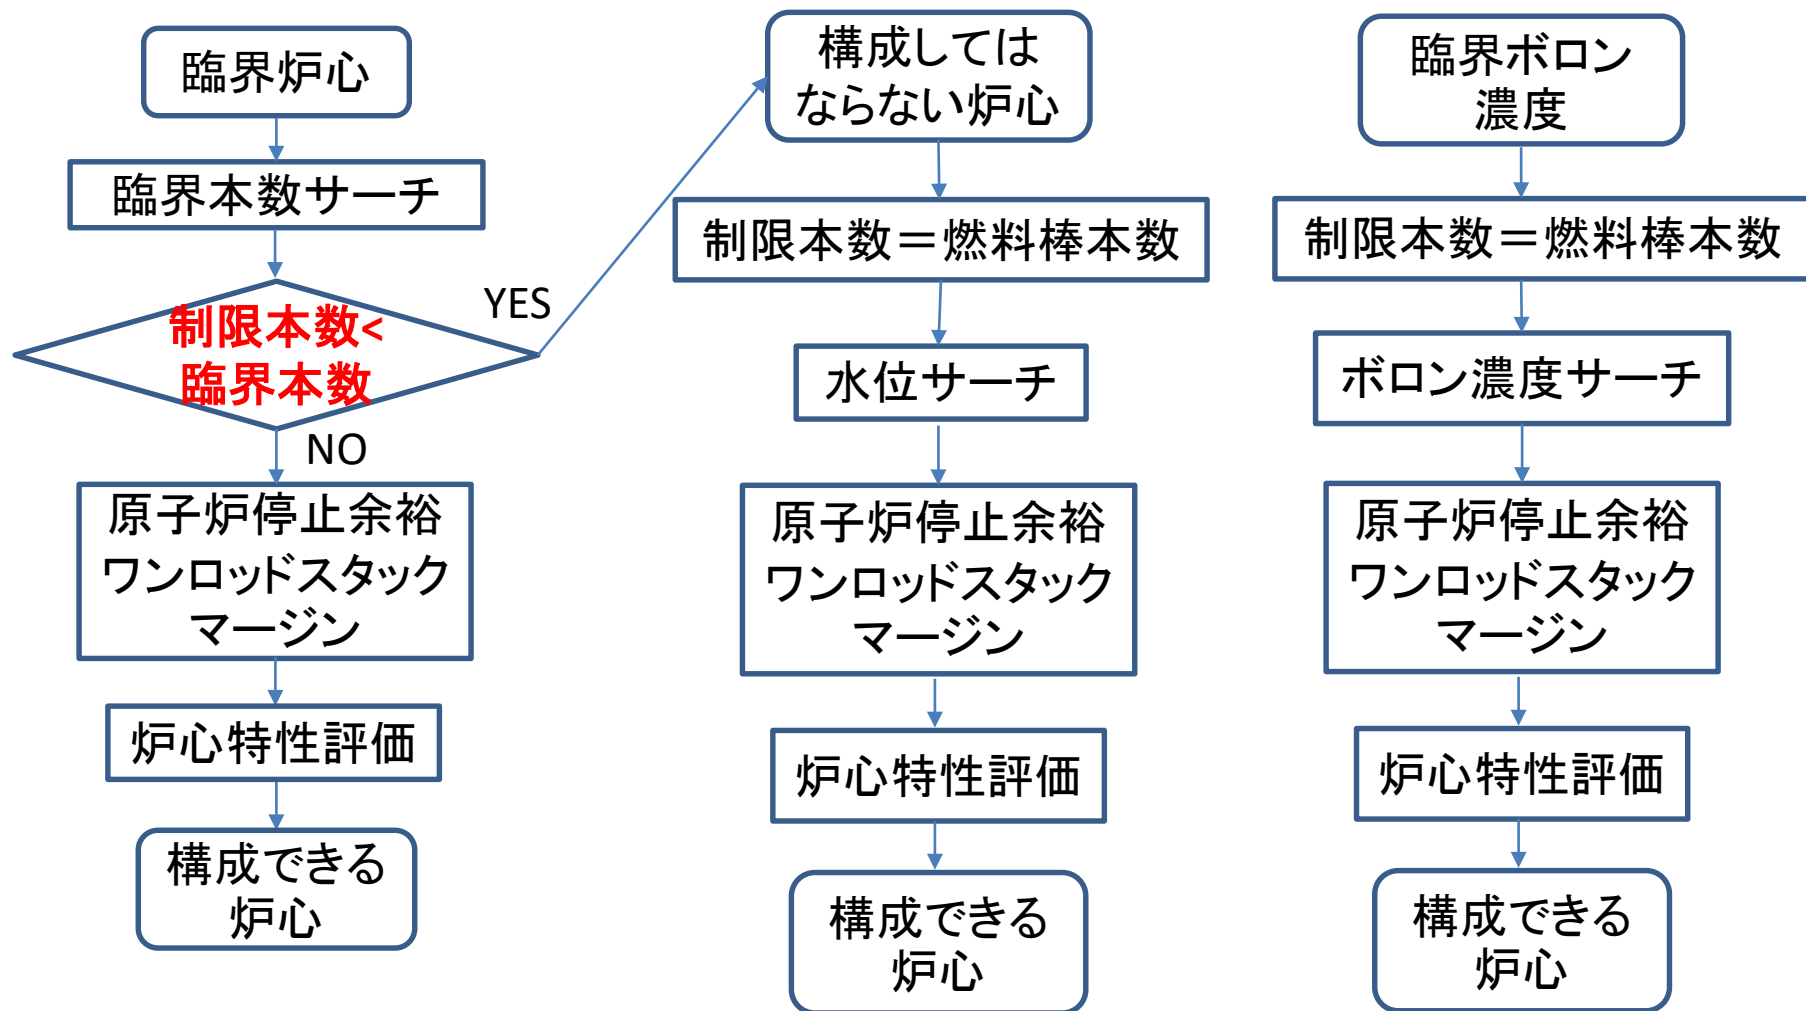 臨界炉心
臨界本数サーチ
制限本数<
臨界本数
YES
NO
原子炉停止余裕
ワンロッドスタック
マージン
炉心特性評価
構成できる
炉心
構成しては
ならない炉心
制限本数＝燃料棒本数
水位サーチ
原子炉停止余裕
ワンロッドスタック
マージン
炉心特性評価
構成できる
炉心
臨界ボロン
濃度
制限本数＝燃料棒本数
ボロン濃度サーチ
原子炉停止余裕
ワンロッドスタック
マージン
炉心特性評価
構成できる
炉心